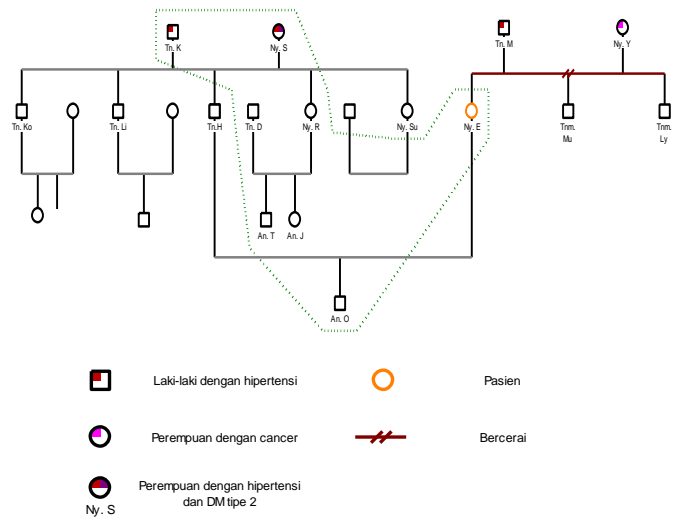 Tn. K
Ny. S
Tn. M
Ny. Y
Tn. Ko
Tn. Li
Tn.H
Tn. D
Ny. R
Ny. Su
Ny. E
Tnm.
Mu
Tnm.
Ly
An. T
An. J
An. O
Laki-laki dengan hipertensi
Pasien
Perempuan dengan cancer
Bercerai
Ny. S
Perempuan dengan hipertensi
dan DM tipe 2